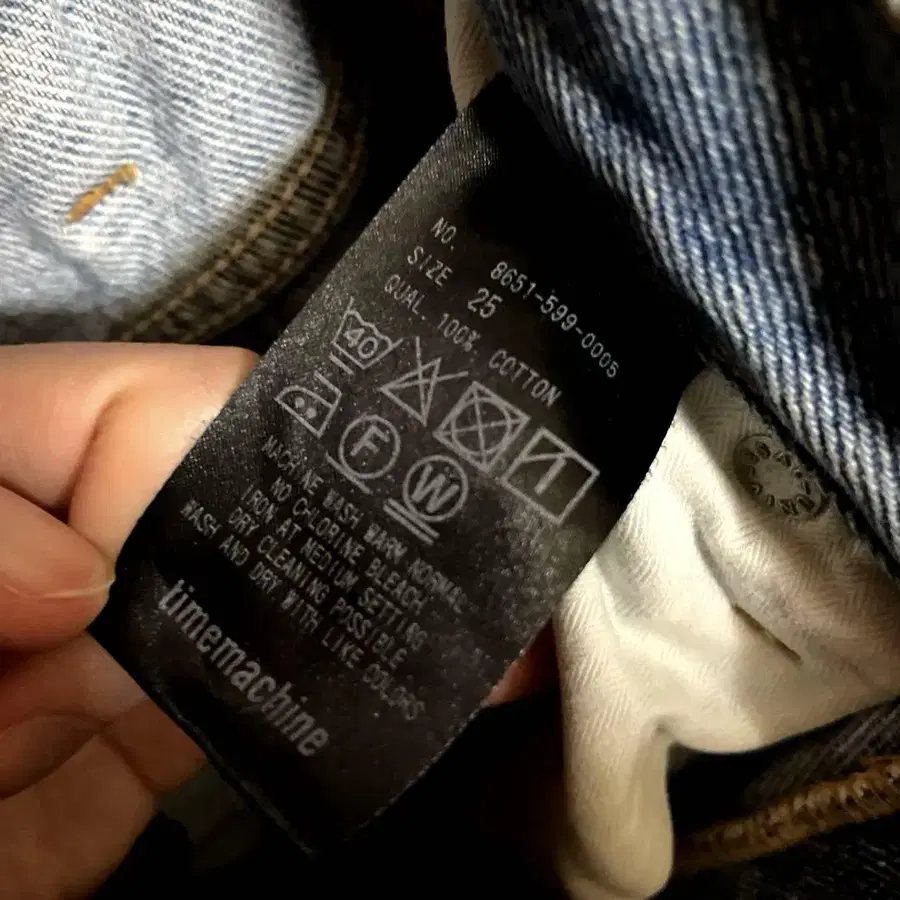 NO. 8651-599-0005
SIZE 25
QUAL. 100% COTTON
40
F
W
MACHINE WASH WARM NORMAL
NO CHLORINE BLEACH
IRON AT MEDIUM SETTING
DRY CLEANING POSSIBLE
WASH AND DRY WITH LIKE COLORS
timemachine